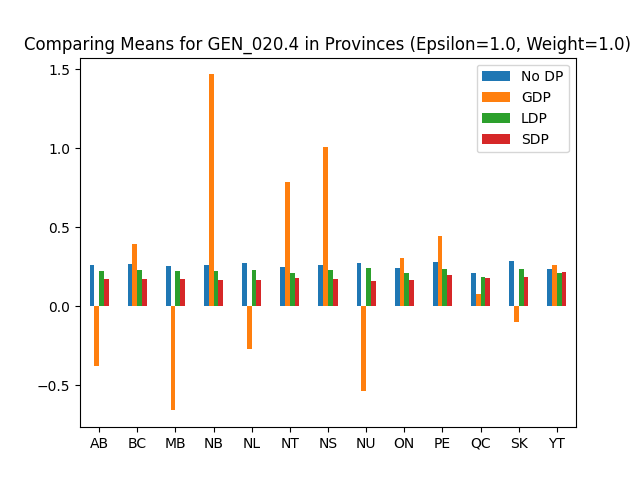 Comparing Means for GEN_020.4 in Provinces (Epsilon=1.0, Weight=1.0)
No DP
GDP
LDP
SDP
1.5
1.0
0.5
0.0
−0.5
AB BC MB NB NL NT NS NU ON PE QC SK YT